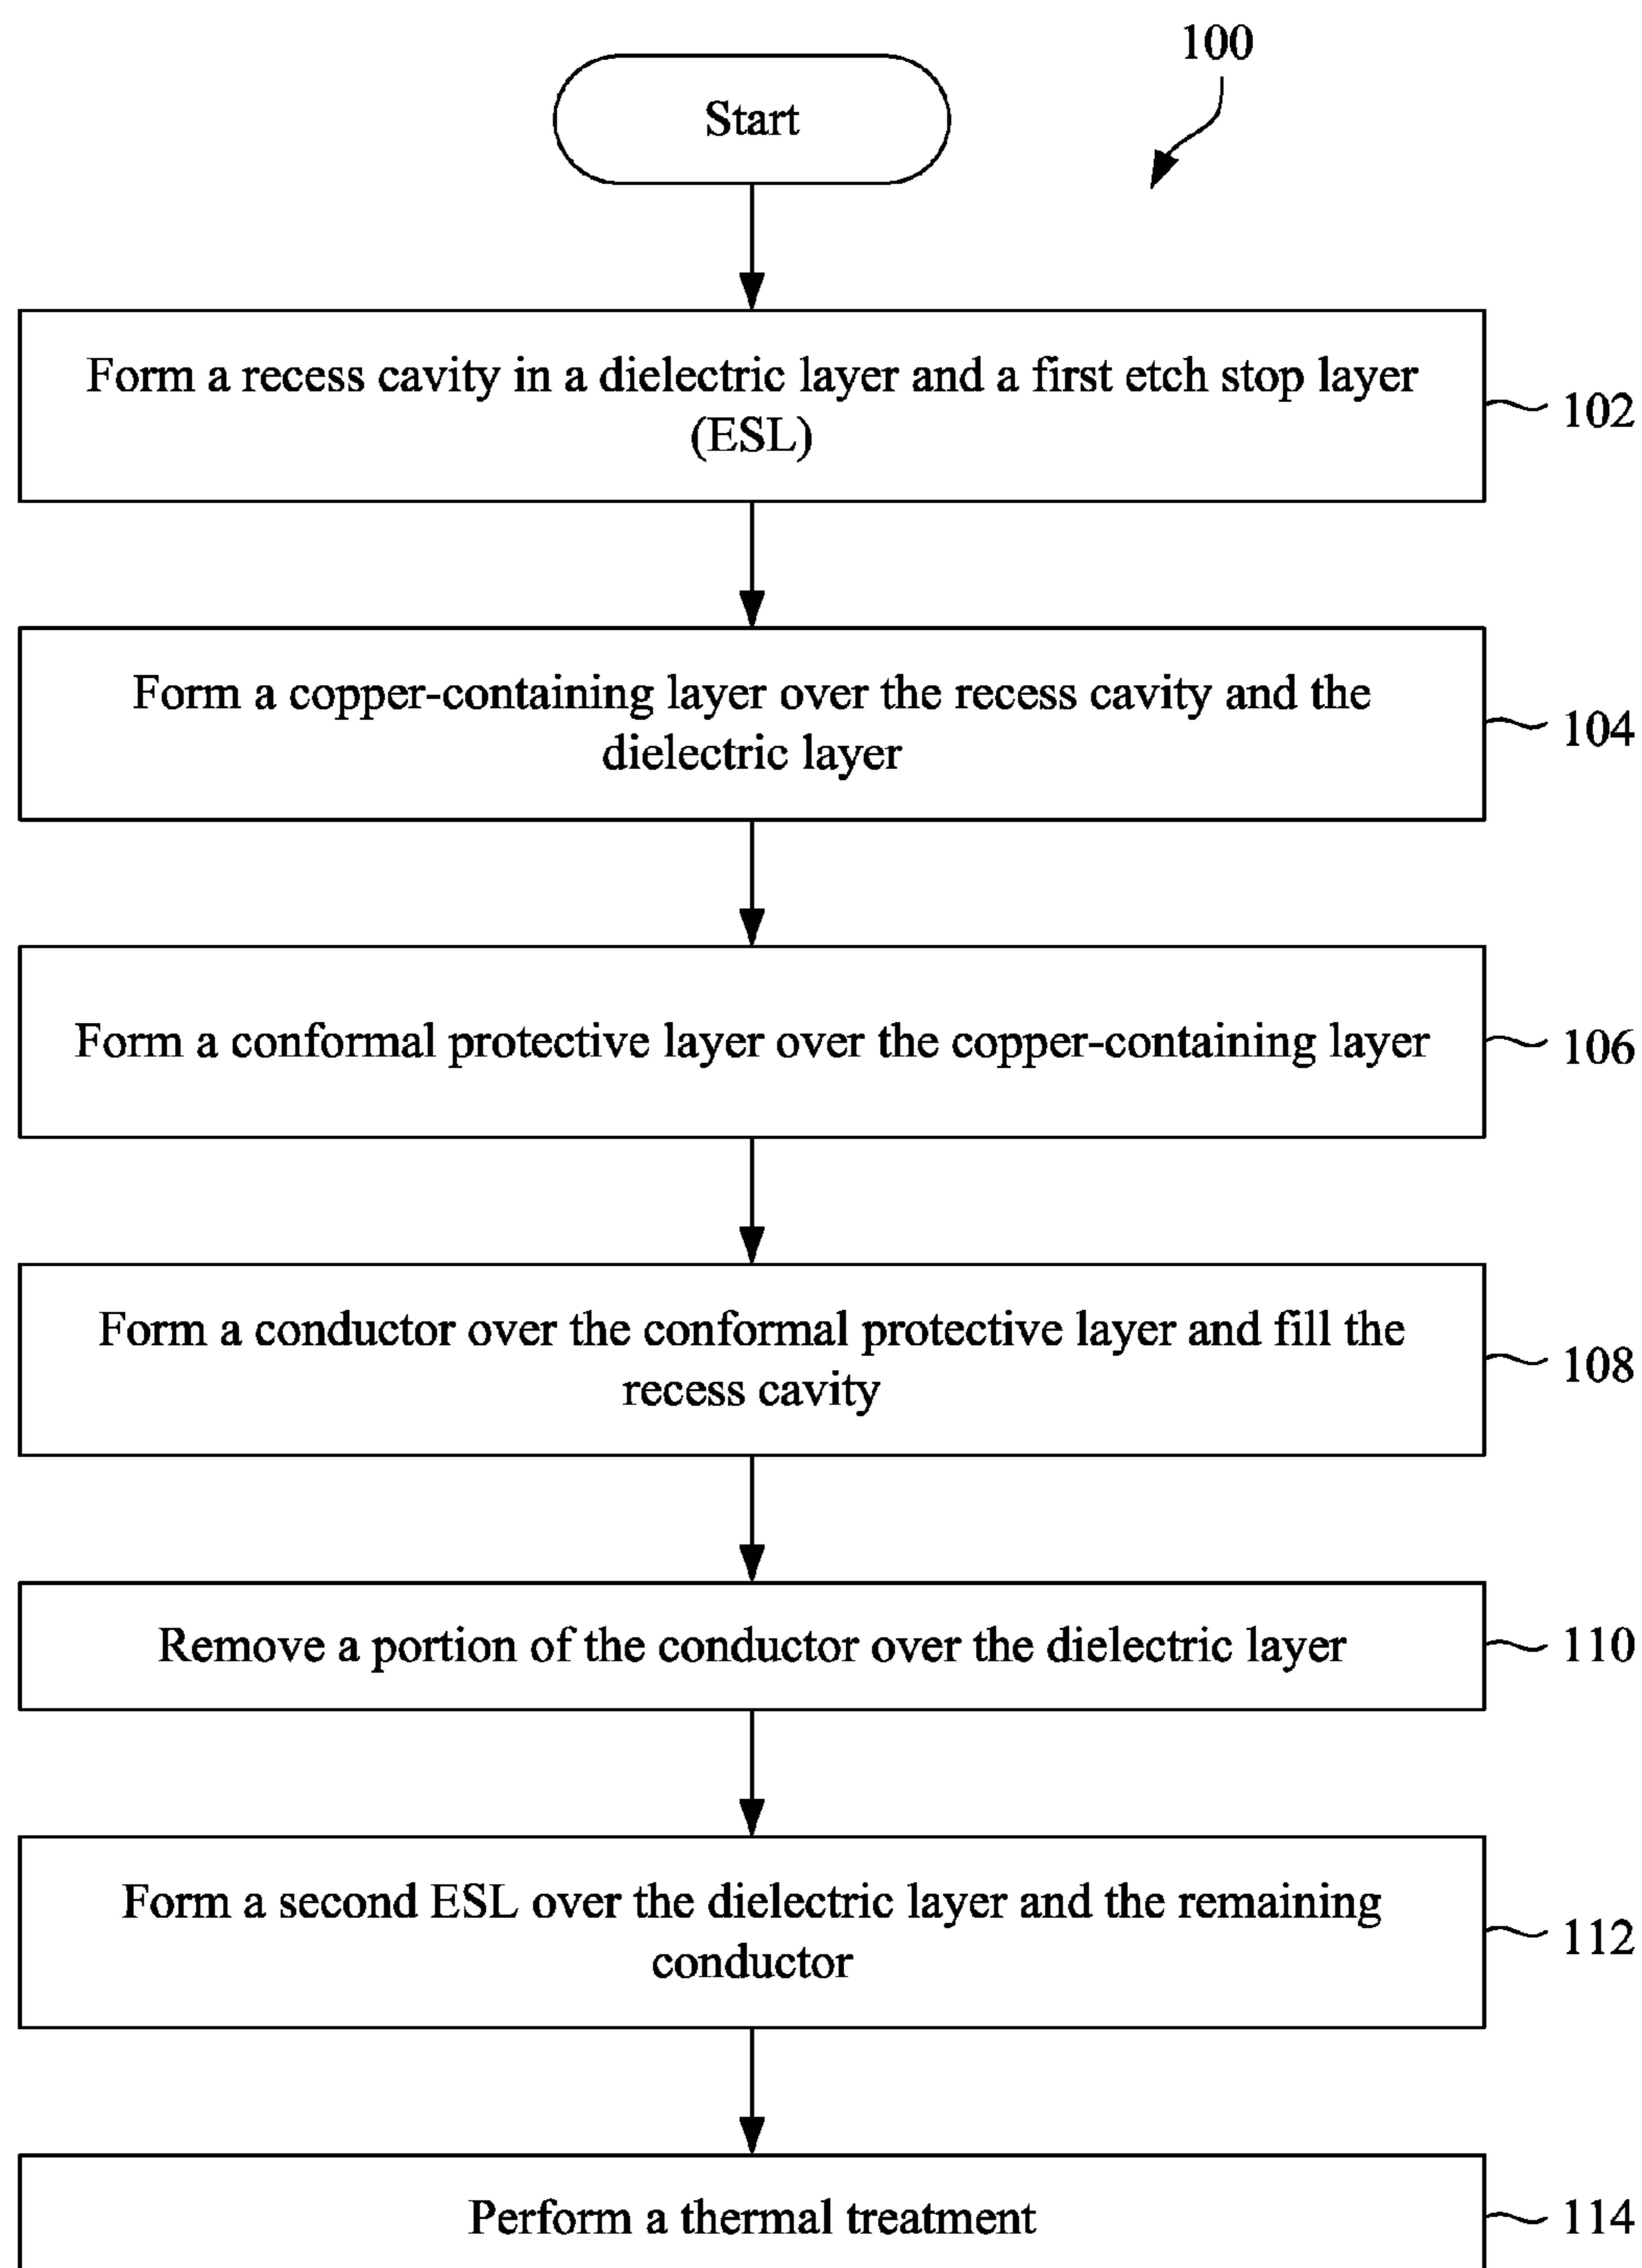 100
Start
Form a recess cavity in a dielectric layer and a first etch stop layer
(ESL)
102
Form a copper-containing layer over the recess cavity and the
dielectric layer
104
Form a conformal protective layer over the copper-containing layer
106
Form a conductor over the conformal protective layer and fill the
recess cavity
108
Remove a portion of the conductor over the dielectric layer
110
Form a second ESL over the dielectric layer and the remaining
conductor
112
Perform a thermal treatment
114